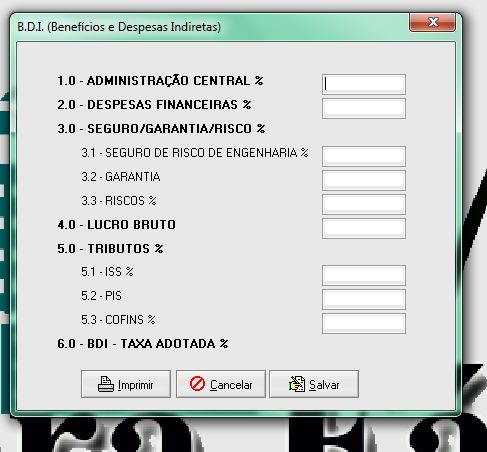 B.D.I. (Benefícios e Despesas Indiretas)
1.0 - ADMINISTRAÇÃO CENTRAL %
2.0 - DESPESAS FINANCEIRAS %
3.0 - SEGURO/GARANTIA/RISCO %
3.1 - SEGURO DE RISCO DE ENGENHARIA %
3.2 - GARANTIA
3.3 - RISCOS %
4.0 - LUCRO BRUTO
5.0 - TRIBUTOS %
5.1 - ISS %
5.2 - PIS
5.3 - COFINS %
6.0 - BDI - TAXA ADOTADA %
Imprimir Cancelar Salvar